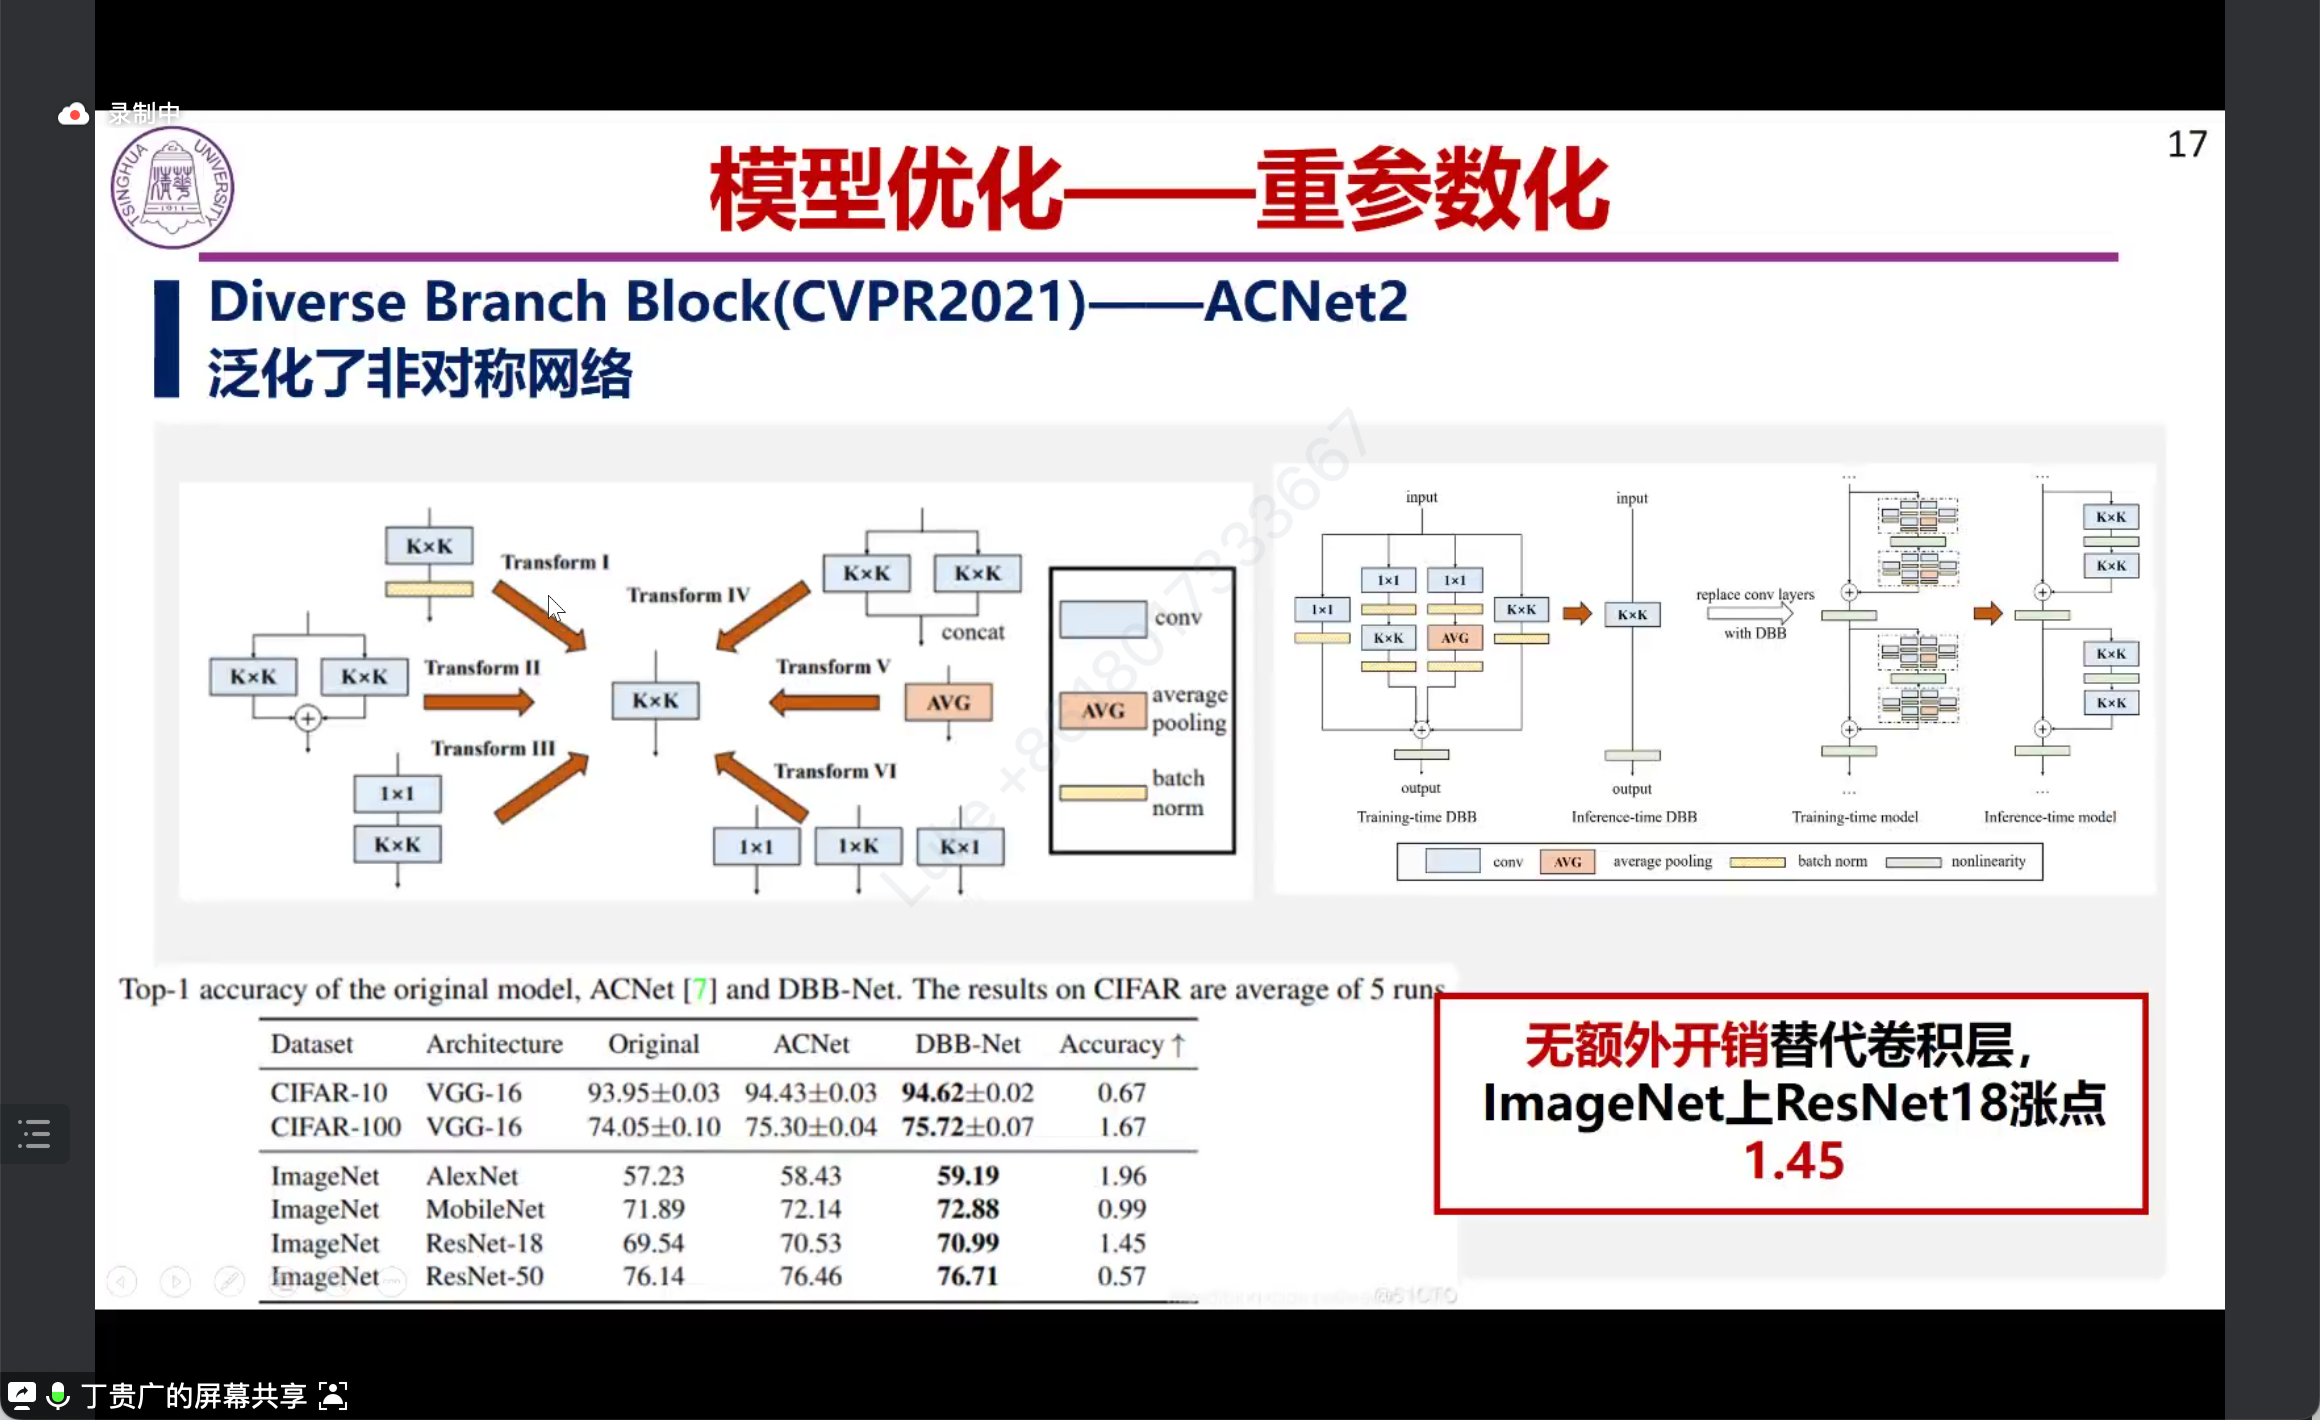 录制中
TSINGHUA UNIVERSITY
1911
17
模型优化——重参数化
Diverse Branch Block(CVPR2021)——ACNet2
泛化了非对称网络
K×K
Transform I
K×K K×K
Transform II
1×1
K×K
Transform III
K×K
Transform IV
K×K K×K
concat
Transform V
AVG
Transform VI
1×1 1×K K×1
conv
AVG average pooling
batch norm
input
1×1 1×1
1×1 K×K
K×K AVG
output
Training-time DBB
input
K×K
output
Inference-time DBB
replace conv layers
with DBB
...
...
Training-time model
...
K×K
K×K
K×K
K×K
...
Inference-time model
conv AVG average pooling batch norm nonlinearity
Luke +8618017333667
Top-1 accuracy of the original model, ACNet [7] and DBB-Net. The results on CIFAR are average of 5 runs
Dataset Architecture Original ACNet DBB-Net Accuracy ↑
CIFAR-10 VGG-16 93.95±0.03 94.43±0.03 94.62±0.02 0.67
CIFAR-100 VGG-16 74.05±0.10 75.30±0.04 75.72±0.07 1.67
ImageNet AlexNet 57.23 58.43 59.19 1.96
ImageNet MobileNet 71.89 72.14 72.88 0.99
ImageNet ResNet-18 69.54 70.53 70.99 1.45
ImageNet ResNet-50 76.14 76.46 76.71 0.57
无额外开销替代卷积层,
ImageNet上ResNet18涨点
1.45
@51CTO
丁贵广的屏幕共享